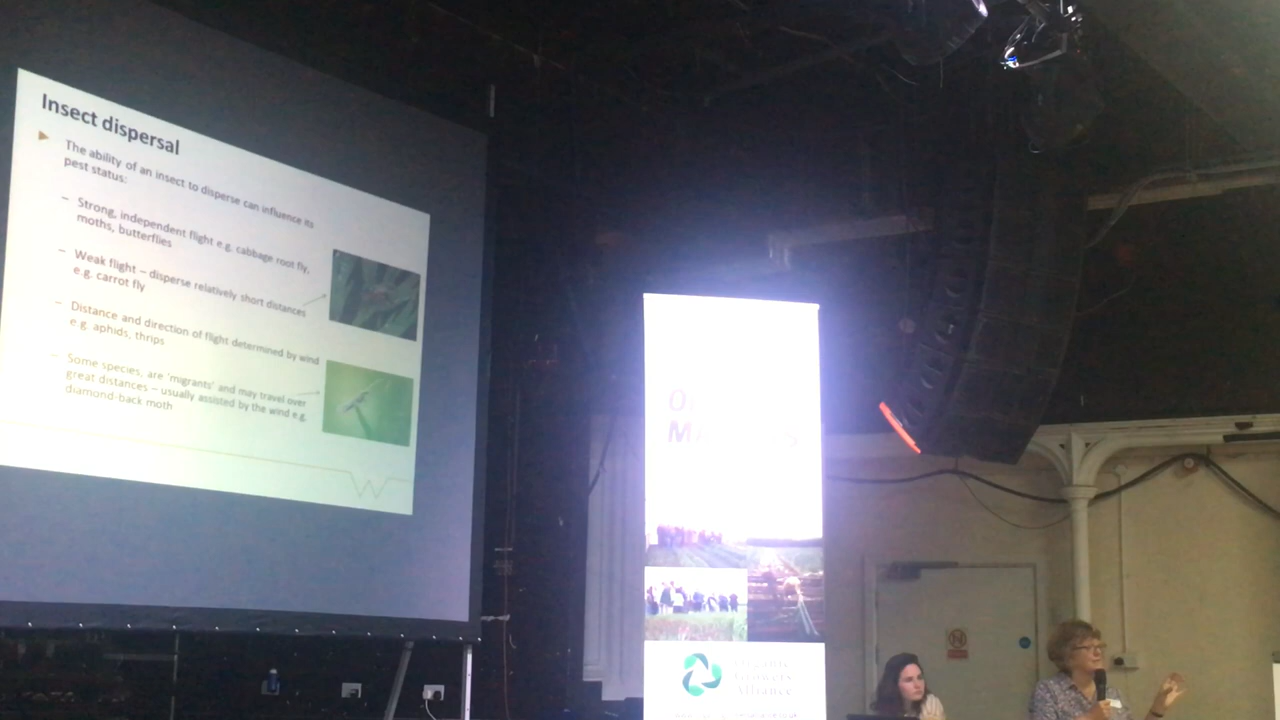 Insect dispersal
The ability of an insect to disperse can influence its
pest status:
– Strong, independent flight e.g. cabbage root fly,
moths, butterflies
– Weak flight – disperse relatively short distances
e.g. carrot fly
– Distance and direction of flight determined by wind
e.g. aphids, thrips
– Some species, are 'migrants' and may travel over
great distances – usually assisted by the wind e.g.
diamond-back moth
Organic
Growers
Alliance